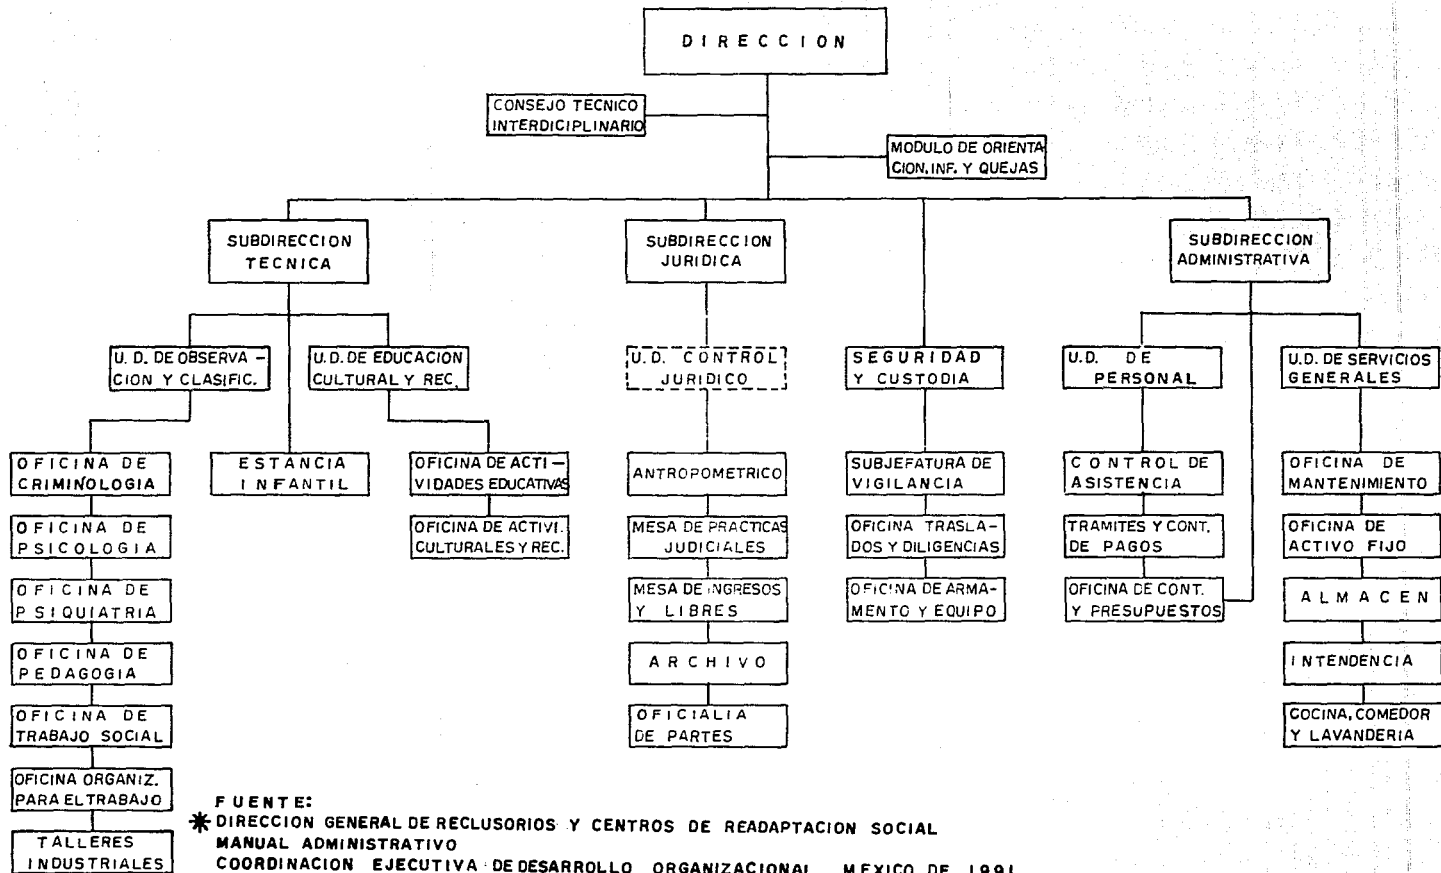 DIRECCION
CONSEJO TECNICO
INTERDICIPLINARIO
MODULO DE ORIENTA
CION, INF. Y QUEJAS
SUBDIRECCION
TECNICA
SUBDIRECCION
JURIDICA
SUBDIRECCION
ADMINISTRATIVA
U. D. DE OBSERVA -
CION Y CLASIFIC.
U.D. DE EDUCACION
CULTURAL Y REC.
U.D. CONTROL
JURIDICO
SEGURIDAD
Y CUSTODIA
U.D. DE
PERSONAL
U.D. DE SERVICIOS
GENERALES
OFICINA DE
CRIMINOLOGIA
ESTANCIA
INFANTIL
OFICINA DE ACTI-
VIDADES EDUCATIVAS
ANTROPOMETRICO
SUBJEFATURA DE
VIGILANCIA
CONTROL DE
ASISTENCIA
OFICINA DE
MANTENIMIENTO
OFICINA DE
PSICOLOGIA
OFICINA DE ACTIVI.
CULTURALES Y REC.
MESA DE PRACTICAS
JUDICIALES
OFICINA TRASLA-
DOS Y DILIGENCIAS
TRAMITES Y CONT.
DE PAGOS
OFICINA DE
ACTIVO FIJO
OFICINA DE
PSIQUIATRIA
MESA DE INGRESOS
Y LIBRES
OFICINA DE ARMA-
MENTO Y EQUIPO
OFICINA DE CONT.
Y PRESUPUESTOS
ALMACEN
OFICINA DE
PEDAGOGIA
ARCHIVO
INTENDENCIA
OFICINA DE
TRABAJO SOCIAL
OFICIALIA
DE PARTES
COCINA, COMEDOR
Y LAVANDERIA
OFICINA ORGANIZ.
PARA EL TRABAJO
TALLERES
INDUSTRIALES
FUENTE:
* DIRECCION GENERAL DE RECLUSORIOS Y CENTROS DE READAPTACION SOCIAL
MANUAL ADMINISTRATIVO
COORDINACION EJECUTIVA DE DESARROLLO ORGANIZACIONAL MEXICO DE 1991